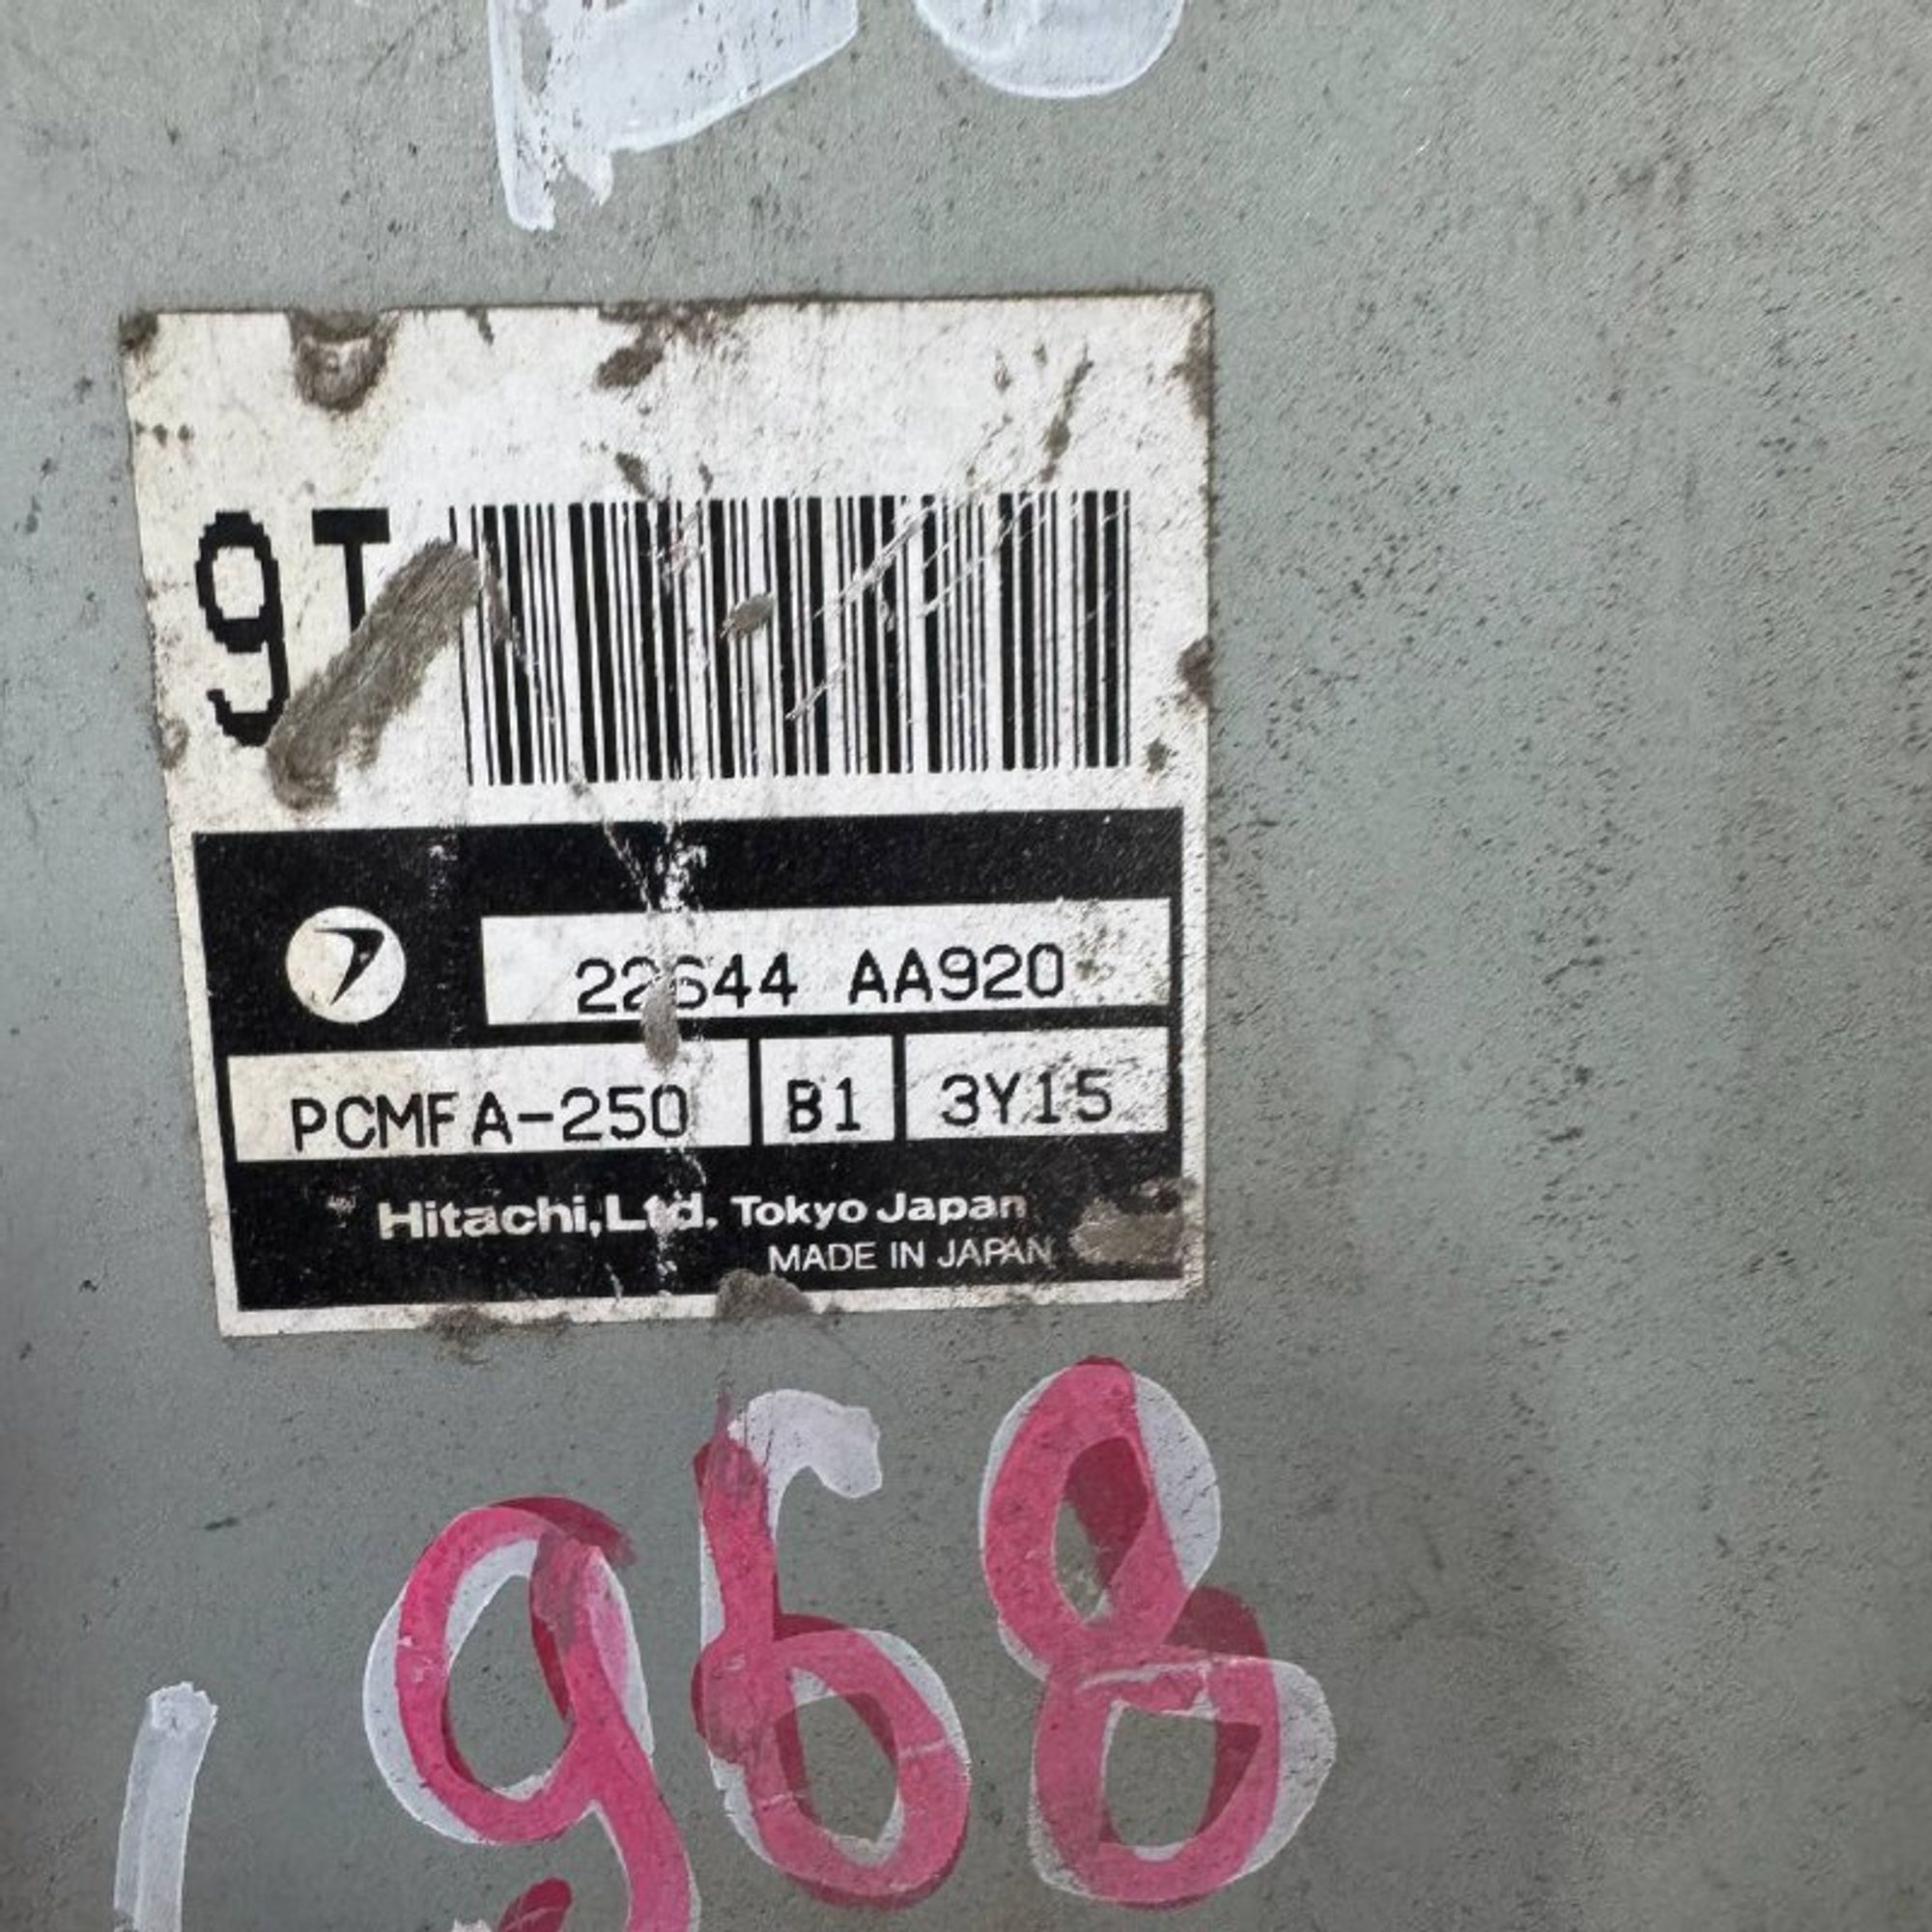 9T
22644 AA920
PCMFA-250 B1 3Y15
Hitachi,Ltd. Tokyo Japan
MADE IN JAPAN
968